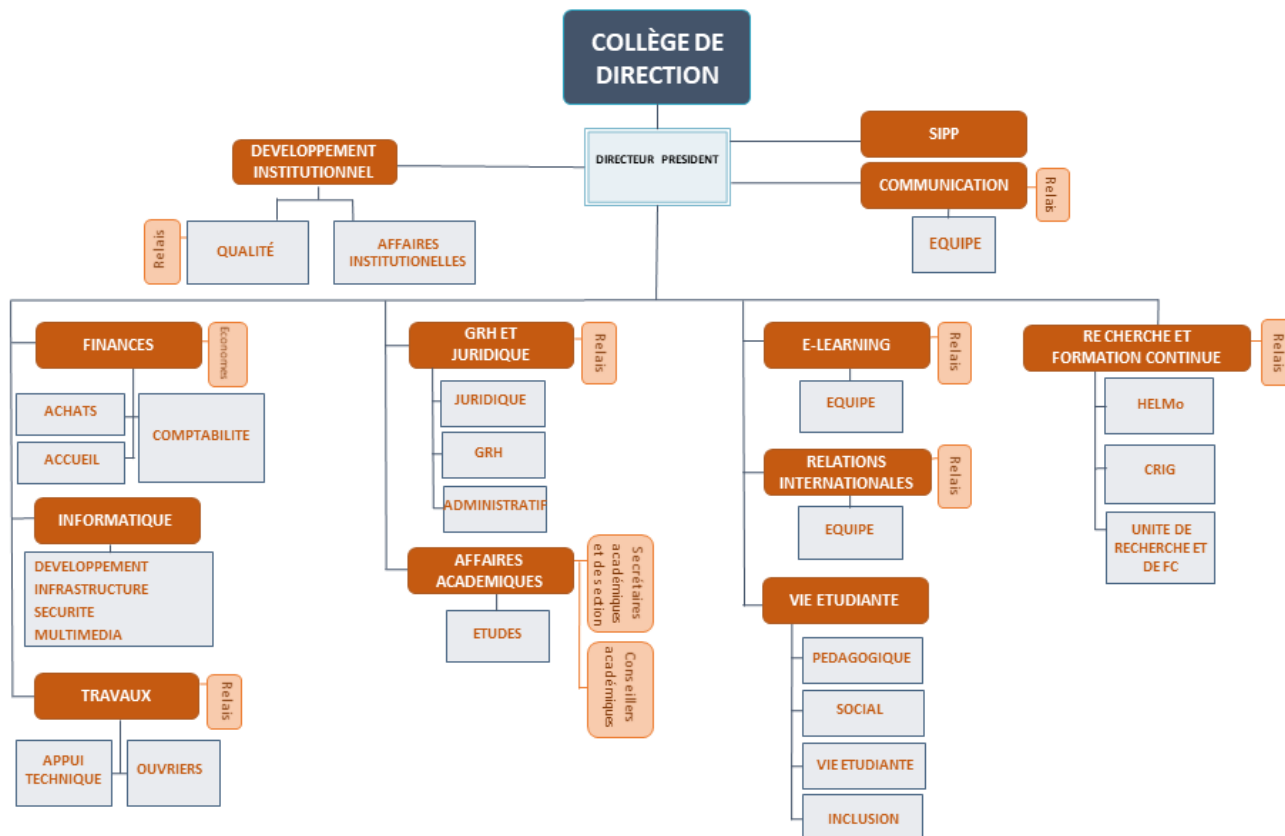 COLLÈGE DE
DIRECTION
DIRECTEUR PRESIDENT
SIPP
COMMUNICATION
Relais
EQUIPE
DEVELOPPEMENT
INSTITUTIONNEL
Relais
QUALITÉ
AFFAIRES
INSTITUTIONELLES
FINANCES
Economes
ACHATS
ACCUEIL
COMPTABILITE
INFORMATIQUE
DEVELOPPEMENT
INFRASTRUCTURE
SECURITE
MULTIMEDIA
TRAVAUX
Relais
APPUI
TECHNIQUE
OUVRIERS
GRH ET
JURIDIQUE
Relais
JURIDIQUE
GRH
ADMINISTRATIF
AFFAIRES
ACADEMIQUES
Secrétaires
académiques
et de section
ETUDES
Conseillers
académiques
E-LEARNING
Relais
EQUIPE
RELATIONS
INTERNATIONALES
Relais
EQUIPE
VIE ETUDIANTE
PEDAGOGIQUE
SOCIAL
VIE ETUDIANTE
INCLUSION
RE CHERCHE ET
FORMATION CONTINUE
Relais
HELMo
CRIG
UNITE DE
RECHERCHE ET
DE FC